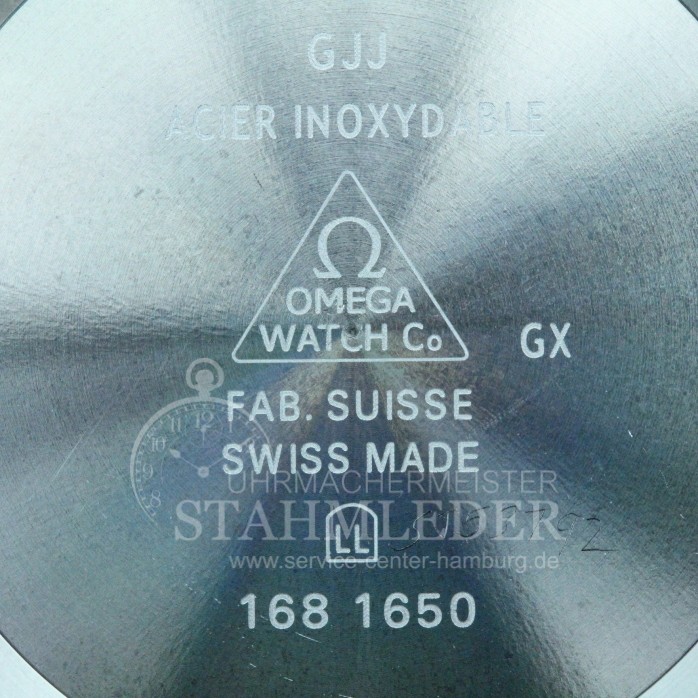 GJJ
ACIER INOXYDABLE
Ω
OMEGA
WATCH Co
GX
FAB. SUISSE
SWISS MADE
UHRMACHERMEISTER
STAHMLEDER
LL
www.service-center-hamburg.de
168 1650